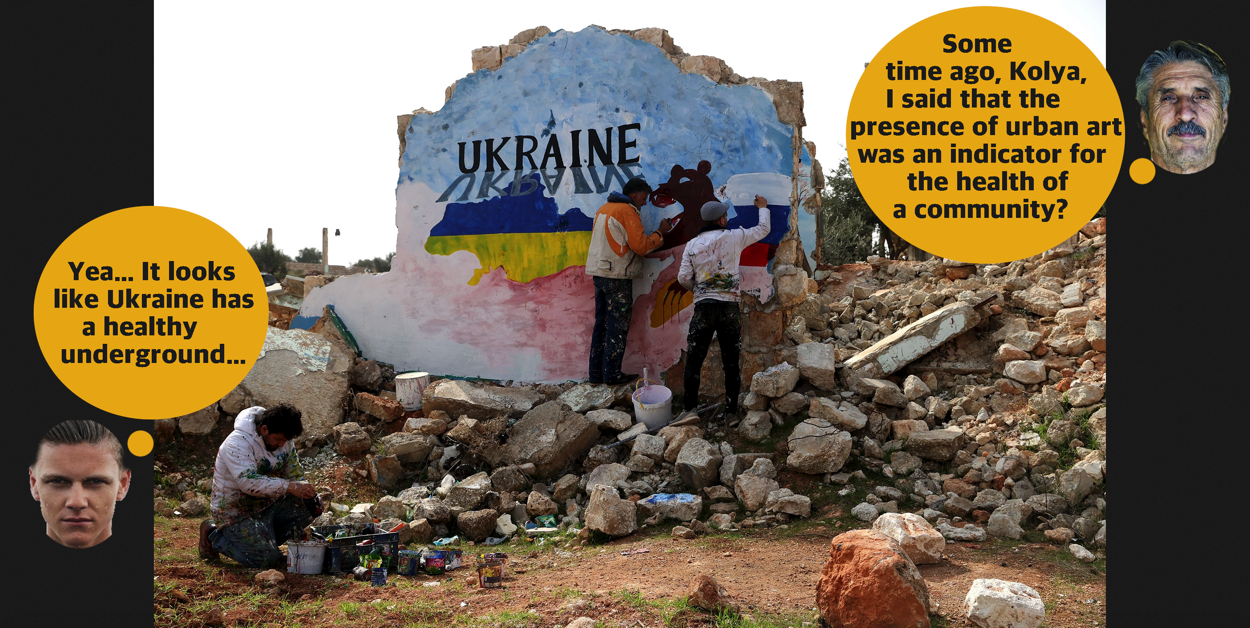 Some
time ago, Kolya,
I said that the
presence of urban art
was an indicator for
the health of
a community?
UKRAINE
UKRAINE
Yea... It looks
like Ukraine has
a healthy
underground...